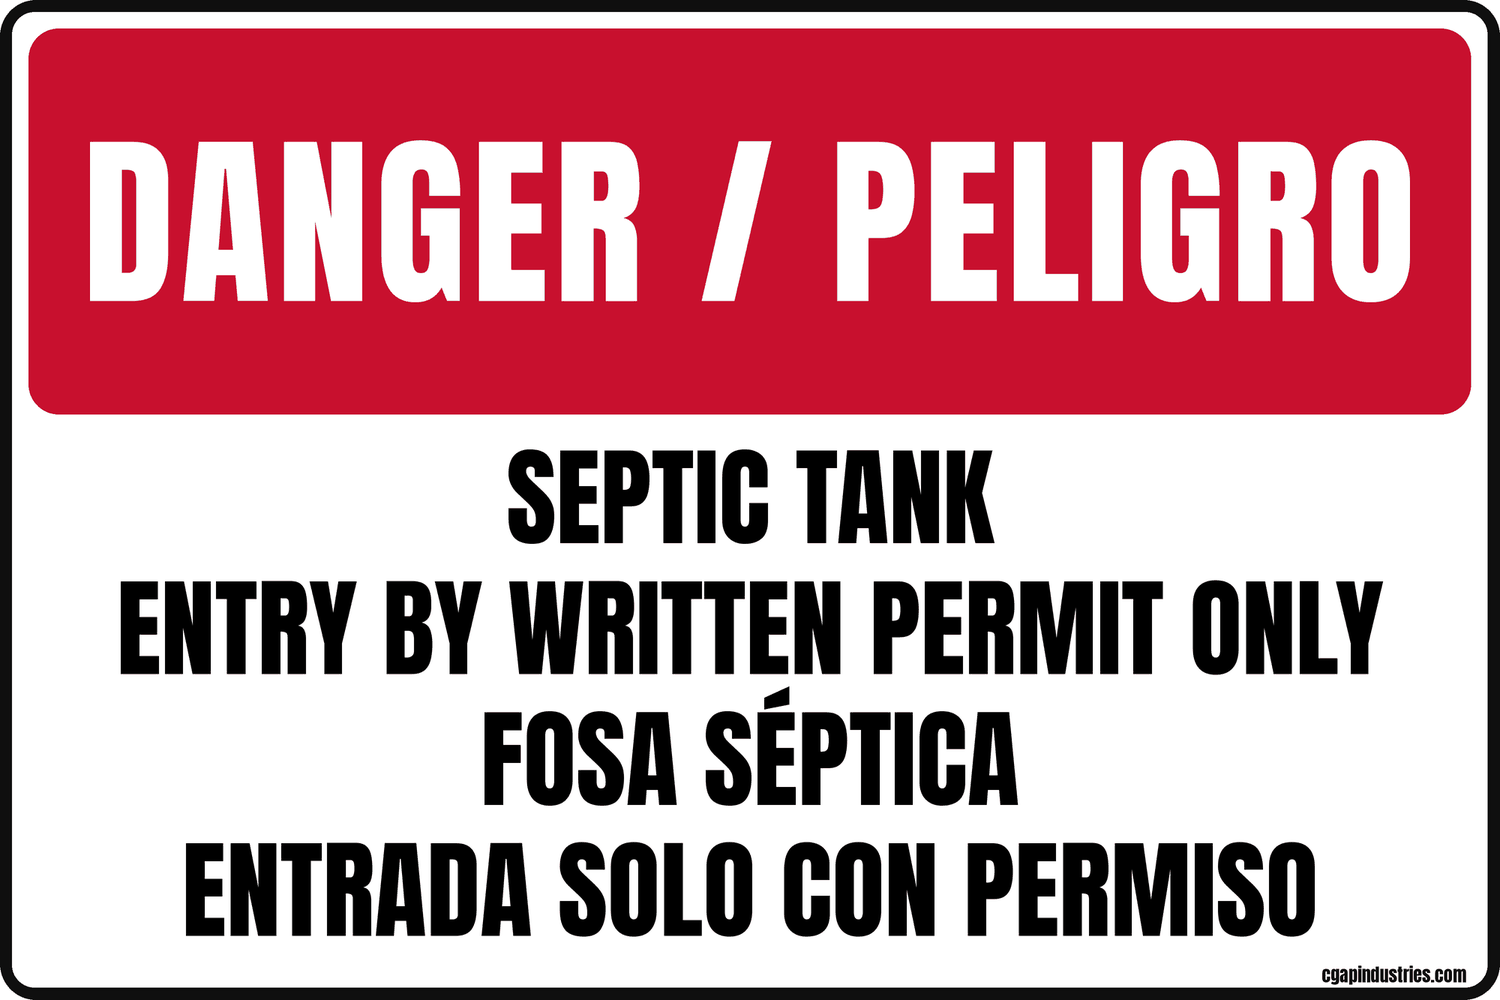 DANGER / PELIGRO
SEPTIC TANK
ENTRY BY WRITTEN PERMIT ONLY
FOSA SÉPTICA
ENTRADA SOLO CON PERMISO
cgapindustries.com